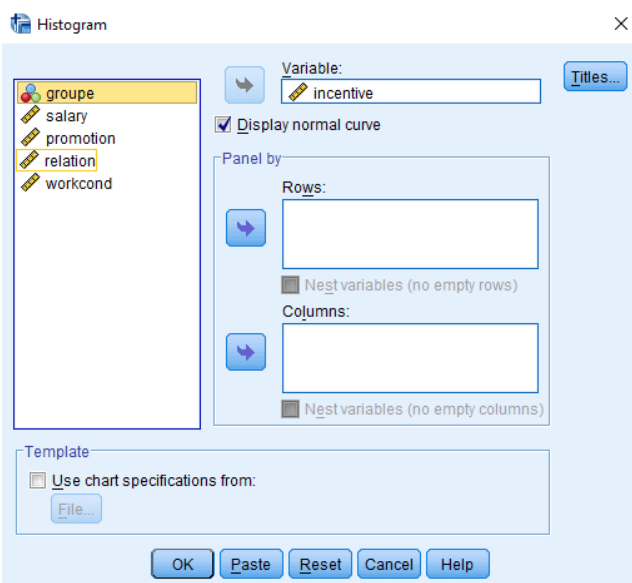 Histogram
Variable:
Titles...
groupe
incentive
salary
Display normal curve
promotion
relation
Panel by
workcond
Rows:
Nest variables (no empty rows)
Columns:
Nest variables (no empty columns)
Template
Use chart specifications from:
File...
OK Paste Reset Cancel Help